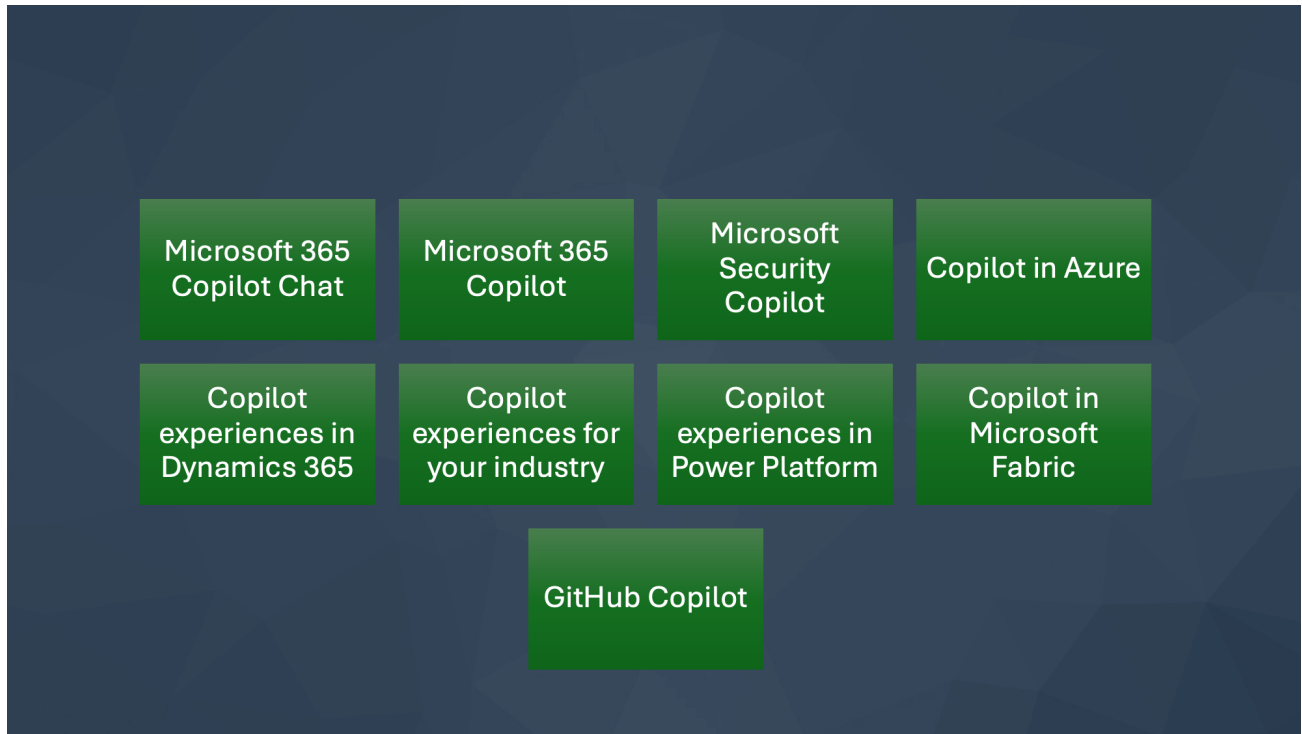 Microsoft 365
Copilot Chat
Microsoft 365
Copilot
Microsoft
Security
Copilot
Copilot in Azure
Copilot
experiences in
Dynamics 365
Copilot
experiences for
your industry
Copilot
experiences in
Power Platform
Copilot in
Microsoft
Fabric
GitHub Copilot